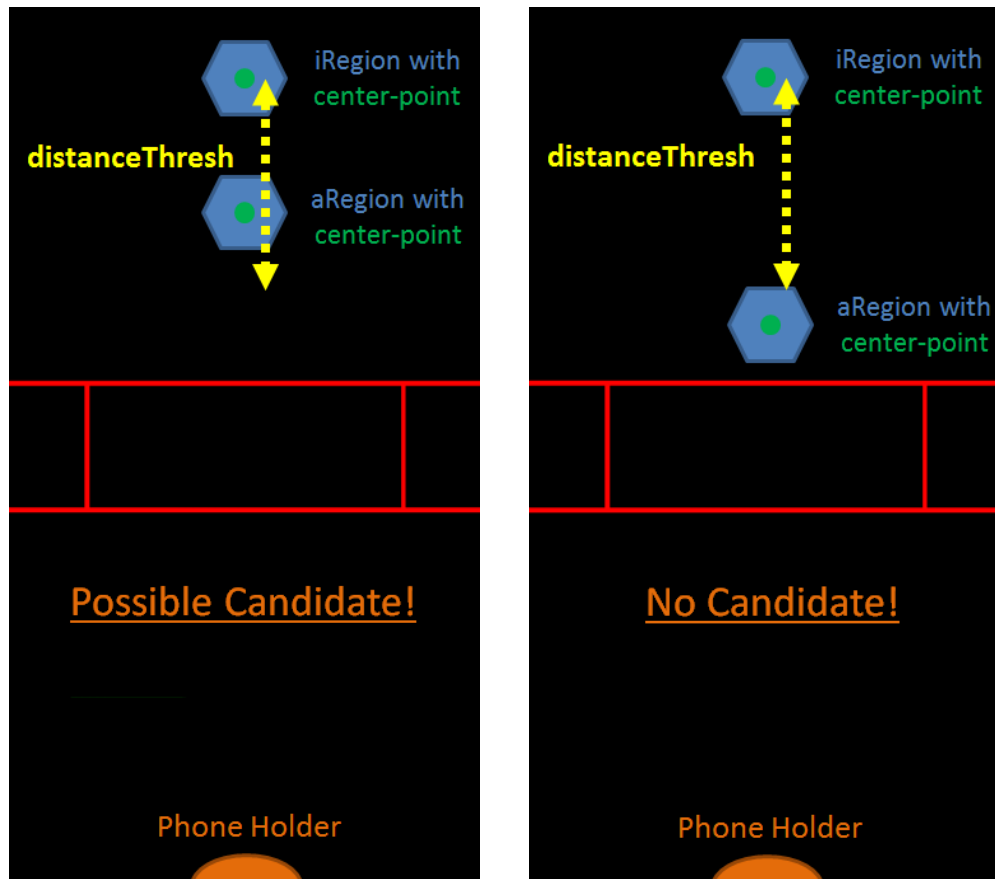 iRegion with
center-point
distanceThresh
aRegion with
center-point
Possible Candidate!
Phone Holder
iRegion with
center-point
distanceThresh
aRegion with
center-point
No Candidate!
Phone Holder